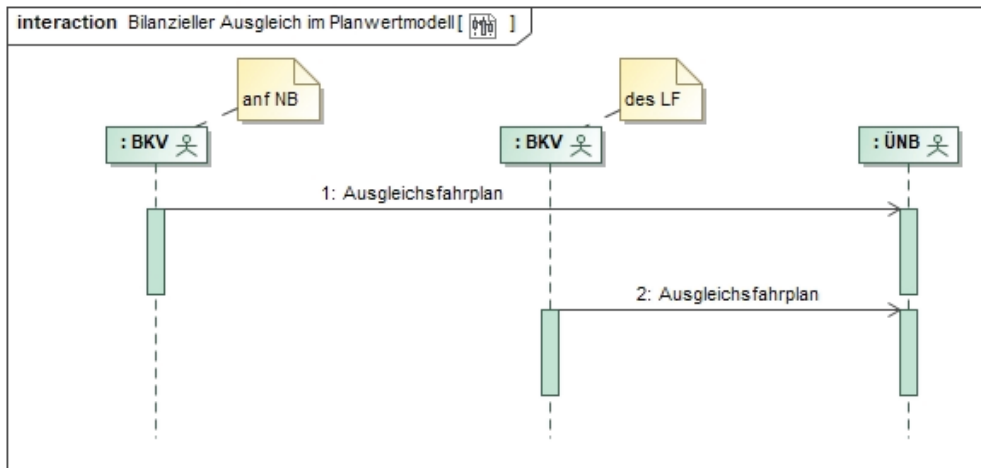 interaction Bilanzieller Ausgleich im Planwertmodell[ ]
anf NB
des LF
: BKV
: BKV
: ÜNB
1: Ausgleichsfahrplan
2: Ausgleichsfahrplan